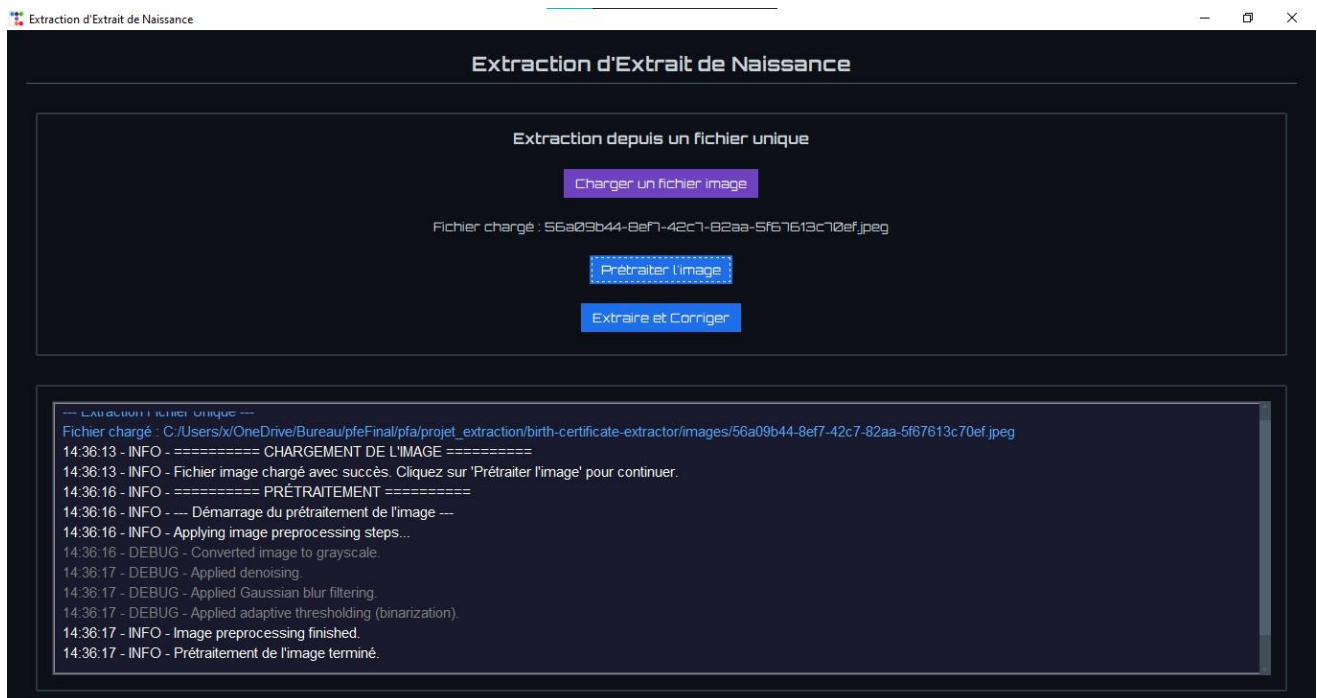 Extraction d'Extrait de Naissance
Extraction d'Extrait de Naissance
Extraction depuis un fichier unique
Charger un fichier image
Fichier chargé : 56a09b44-8ef7-42c7-82aa-5f67613c70ef.jpeg
Prétraiter l'image
Extraire et Corriger
--- Extraction Fichier Unique ---
Fichier chargé : C:/Users/x/OneDrive/Bureau/pfeFinal/pfa/projet_extraction/birth-certificate-extractor/images/56a09b44-8ef7-42c7-82aa-5f67613c70ef.jpeg
14:36:13 - INFO - ========== CHARGEMENT DE L'IMAGE ==========
14:36:13 - INFO - Fichier image chargé avec succès. Cliquez sur 'Prétraiter l'image' pour continuer.
14:36:16 - INFO - ========== PRÉTRAITEMENT ==========
14:36:16 - INFO - --- Démarrage du prétraitement de l'image ---
14:36:16 - INFO - Applying image preprocessing steps...
14:36:16 - DEBUG - Converted image to grayscale.
14:36:17 - DEBUG - Applied denoising.
14:36:17 - DEBUG - Applied Gaussian blur filtering.
14:36:17 - DEBUG - Applied adaptive thresholding (binarization).
14:36:17 - INFO - Image preprocessing finished.
14:36:17 - INFO - Prétraitement de l'image terminé.